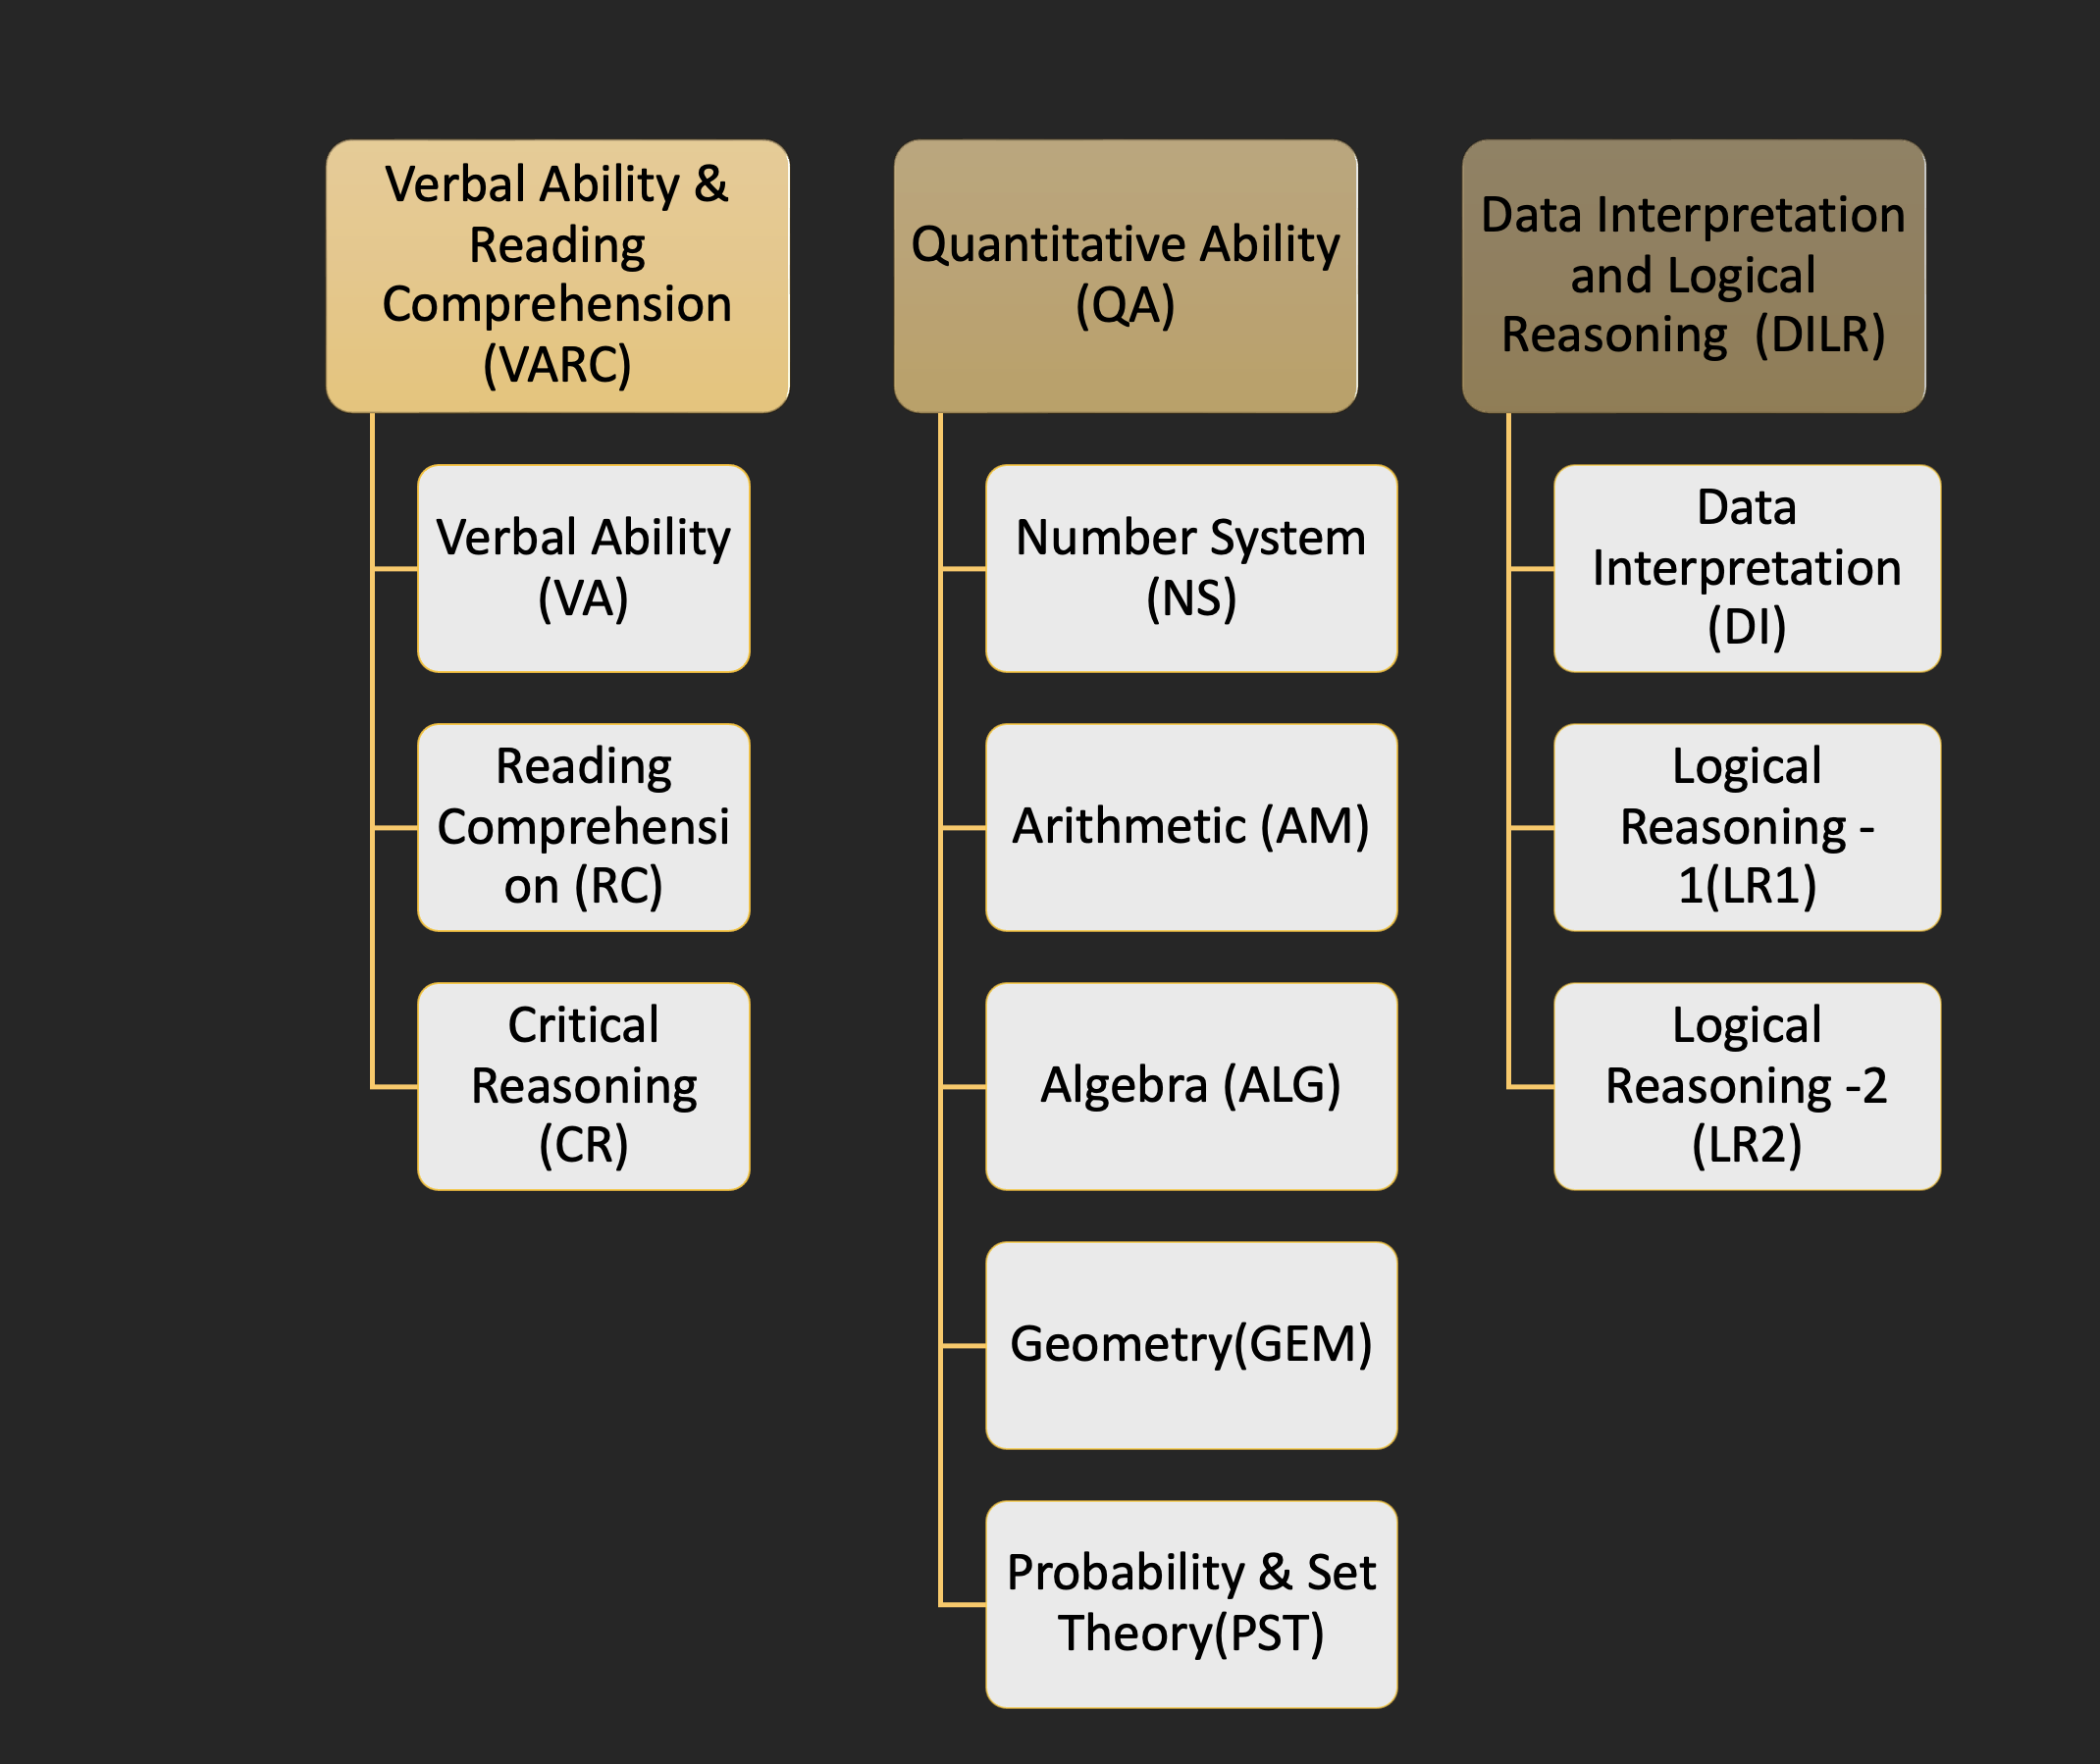 Verbal Ability &
Reading
Comprehension
(VARC)
Verbal Ability
(VA)
Reading
Comprehensi
on (RC)
Critical
Reasoning
(CR)
Quantitative Ability
(QA)
Number System
(NS)
Arithmetic (AM)
Algebra (ALG)
Geometry(GEM)
Probability & Set
Theory(PST)
Data Interpretation
and Logical
Reasoning (DILR)
Data
Interpretation
(DI)
Logical
Reasoning -
1(LR1)
Logical
Reasoning -2
(LR2)